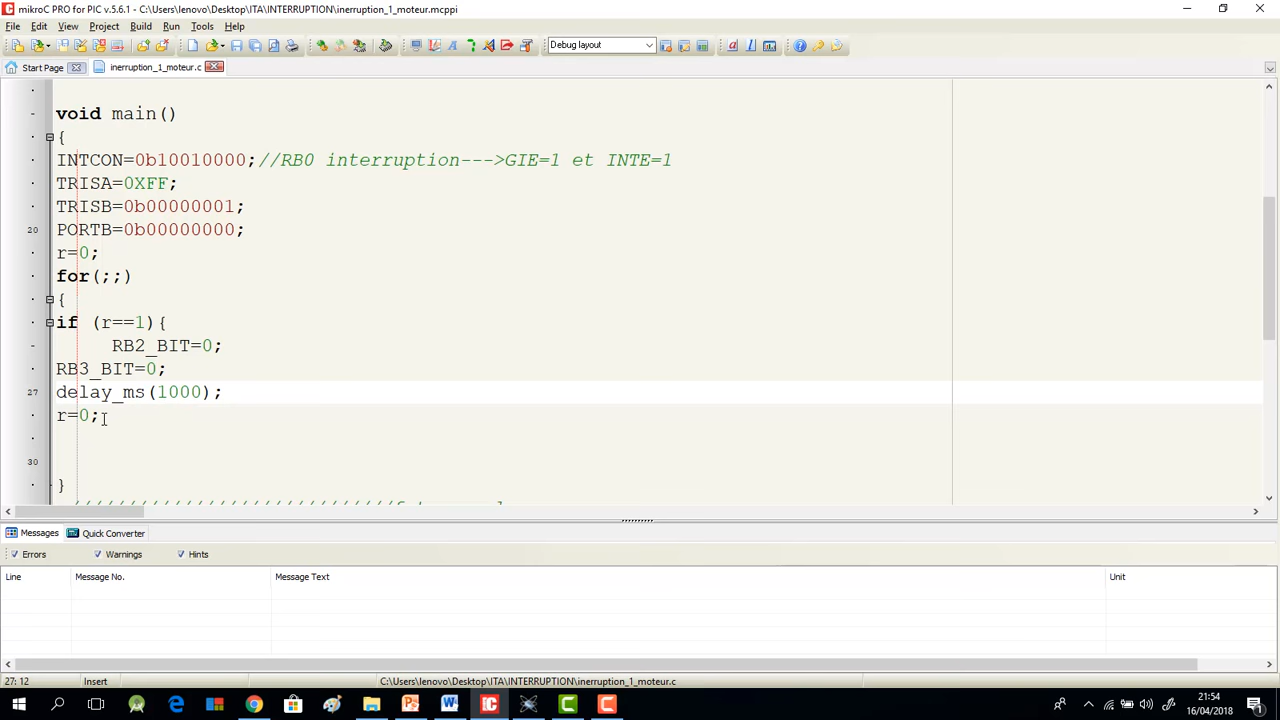 mikroC PRO for PIC v.5.6.1 - C:\Users\lenovo\Desktop\ITA\INTERRUPTION\inerruption_1_moteur.mcppi
File Edit View Project Build Run Tools Help
Debug layout
Start Page inerruption_1_moteur.c
void main()
{
INTCON=0b10010000;//RB0 interruption--->GIE=1 et INTE=1
TRISA=0XFF;
TRISB=0b00000001;
20 PORTB=0b00000000;
r=0;
for(;;)
{
if (r==1){
RB2_BIT=0;
RB3_BIT=0;
27 delay_ms(1000);
r=0;
30
}
Messages Quick Converter
Errors Warnings Hints
Line Message No. Message Text Unit
27: 12 Insert C:\Users\lenovo\Desktop\ITA\INTERRUPTION\inerruption_1_moteur.c
21:54
16/04/2018